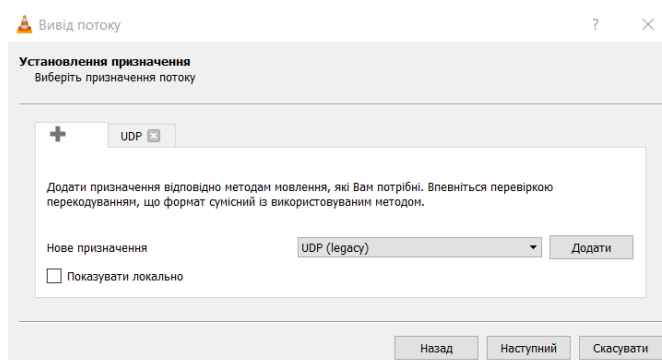 Вивід потоку
Установлення призначення
Виберіть призначення потоку
UDP
Додати призначення відповідно методам мовлення, які Вам потрібні. Впевніться перевіркою
перекодуванням, що формат сумісний із використовуваним методом.
Нове призначення UDP (legacy) Додати
Показувати локально
Назад Наступний Скасувати